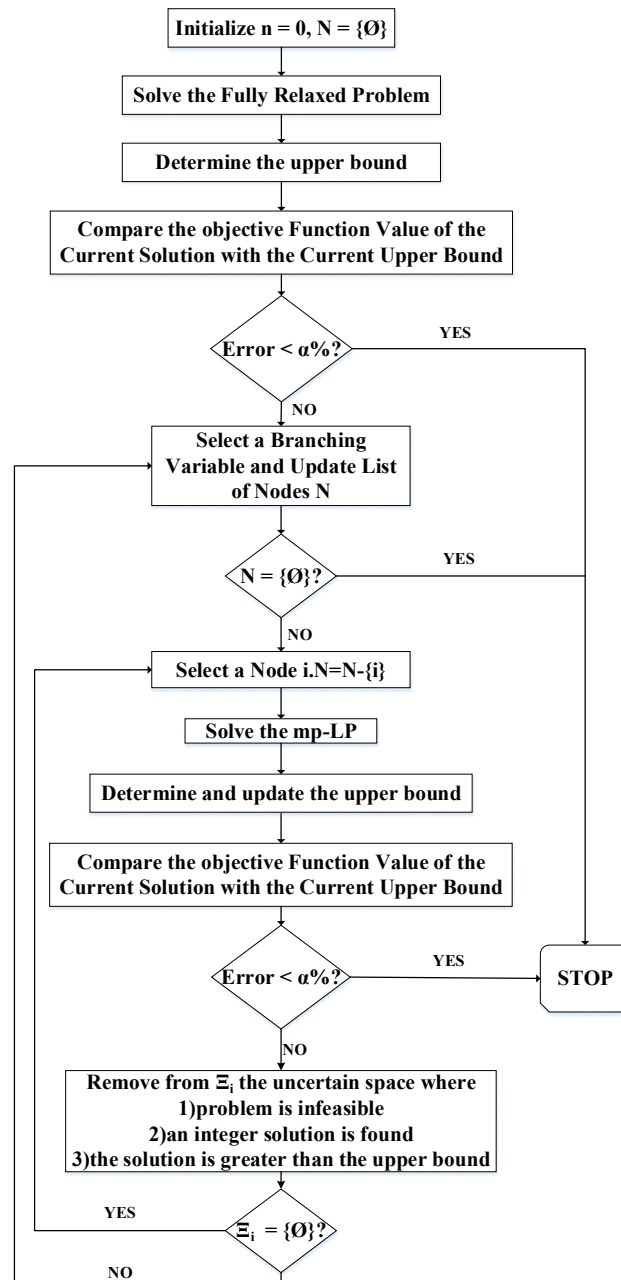 Initialize n = 0, N = {Ø}
Solve the Fully Relaxed Problem
Determine the upper bound
Compare the objective Function Value of the
Current Solution with the Current Upper Bound
Error < α%?
YES
NO
Select a Branching
Variable and Update List
of Nodes N
N = {Ø}?
YES
NO
Select a Node i.N=N-{i}
Solve the mp-LP
Determine and update the upper bound
Compare the objective Function Value of the
Current Solution with the Current Upper Bound
Error < α%?
YES
STOP
NO
Remove from Ξi the uncertain space where
1)problem is infeasible
2)an integer solution is found
3)the solution is greater than the upper bound
YES
Ξi = {Ø}?
NO